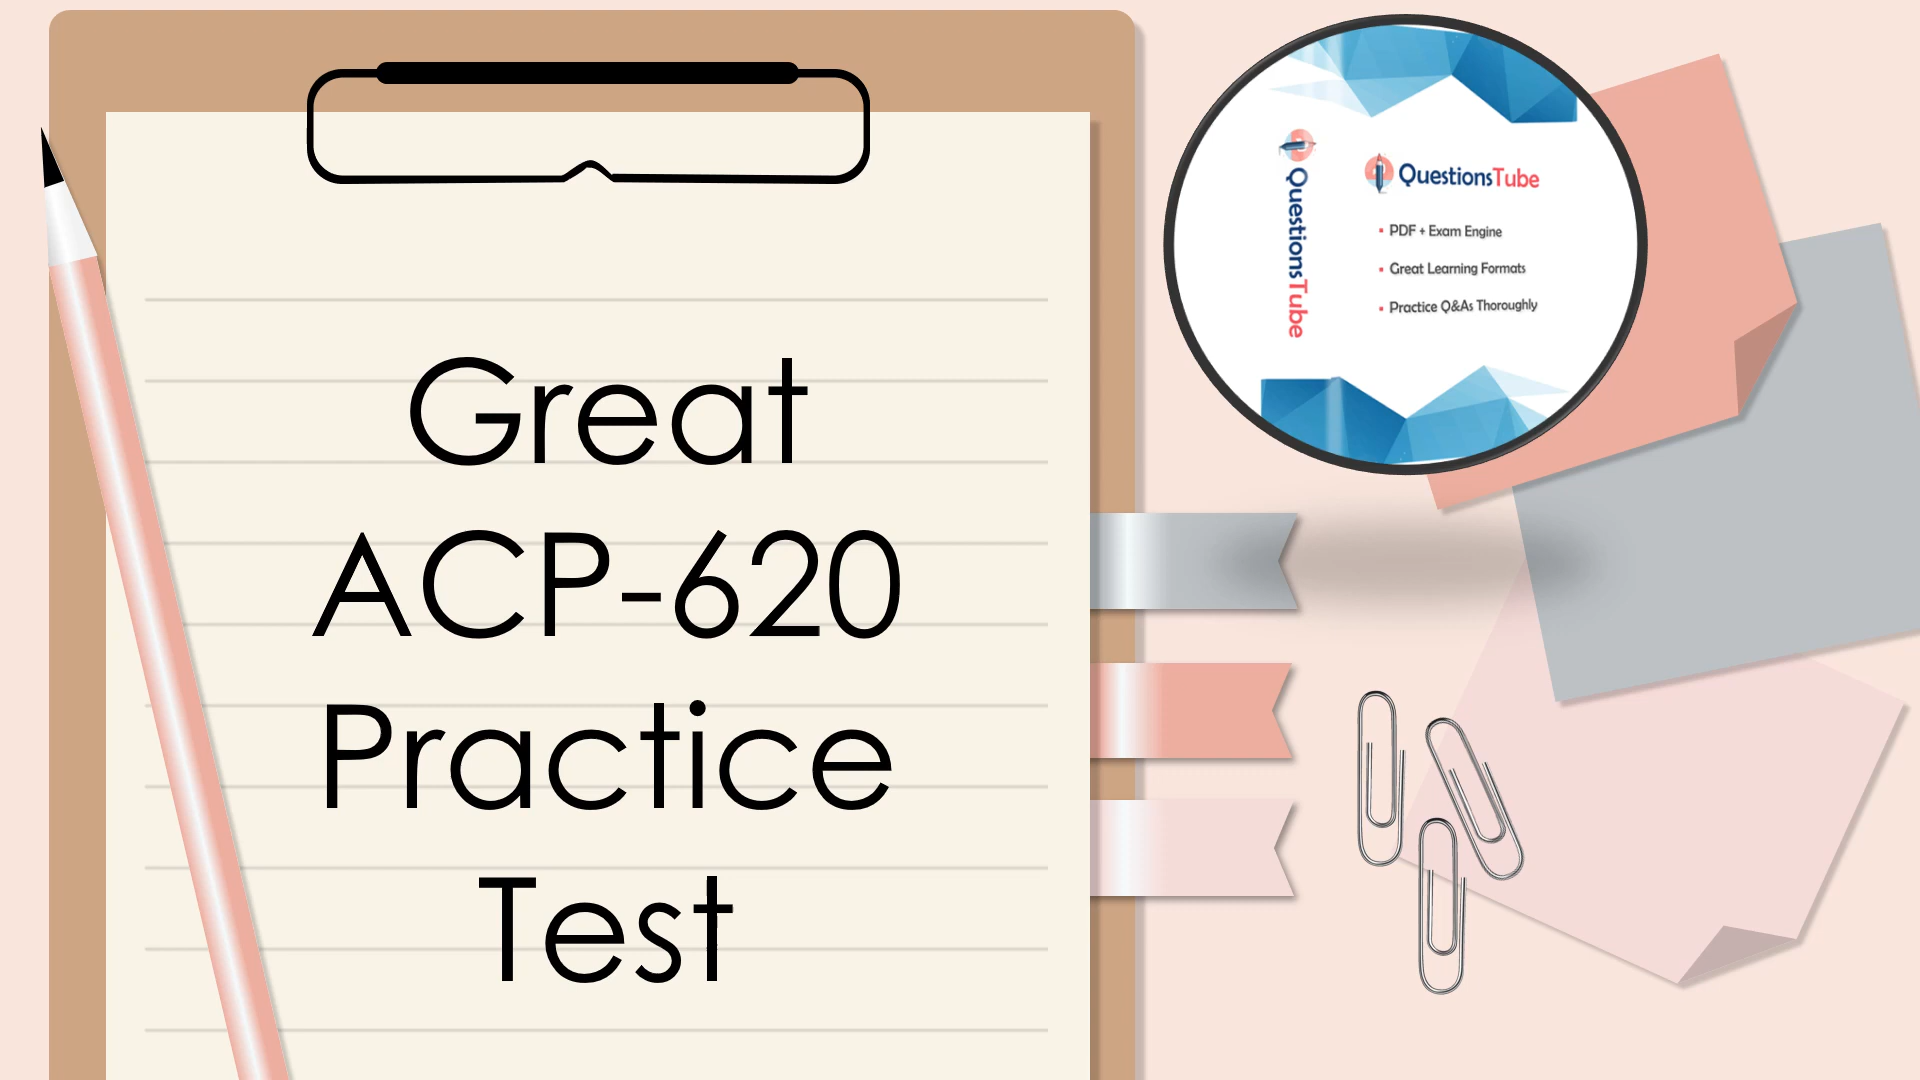 Great
ACP-620
Practice
Test
QuestionsTube
QuestionsTube
PDF + Exam Engine
Great Learning Formats
Practice Q&As Thoroughly